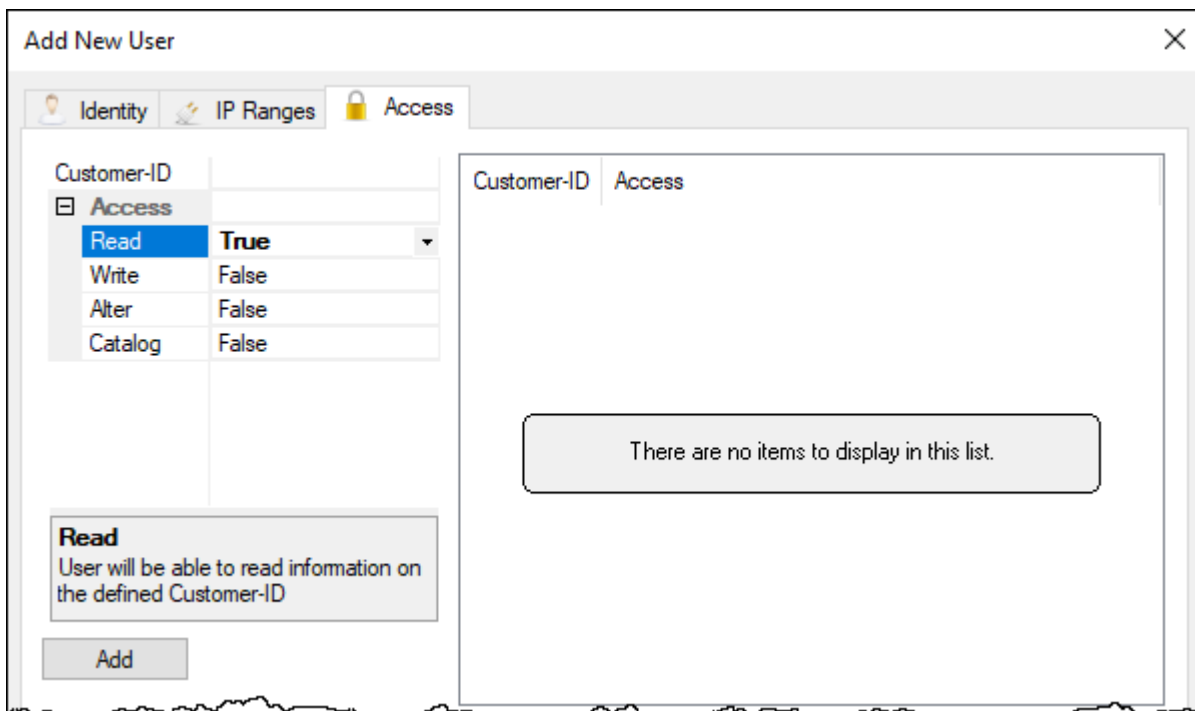 Add New User
Identity IP Ranges Access
Customer-ID
Access
Read True
Write False
Alter False
Catalog False
Read
User will be able to read information on
the defined Customer-ID
Add
Customer-ID Access
There are no items to display in this list.